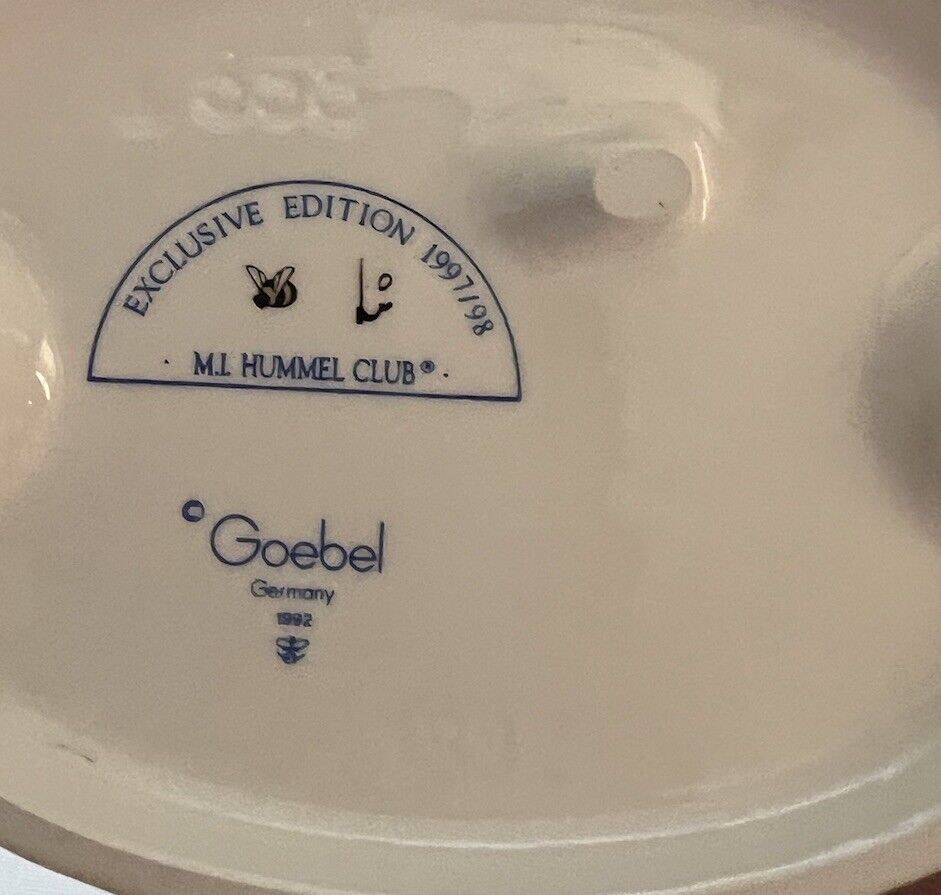 EXCLUSIVE EDITION 1997/98
· M.I. HUMMEL CLUB® ·
© Goebel
Germany
1992